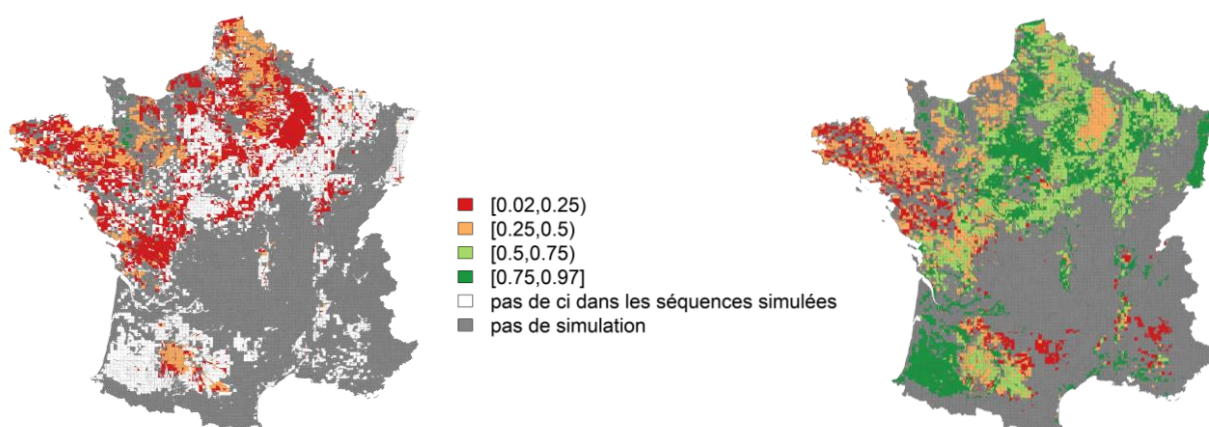 [0.02,0.25)
[0.25,0.5)
[0.5,0.75)
[0.75,0.97]
pas de ci dans les séquences simulées
pas de simulation